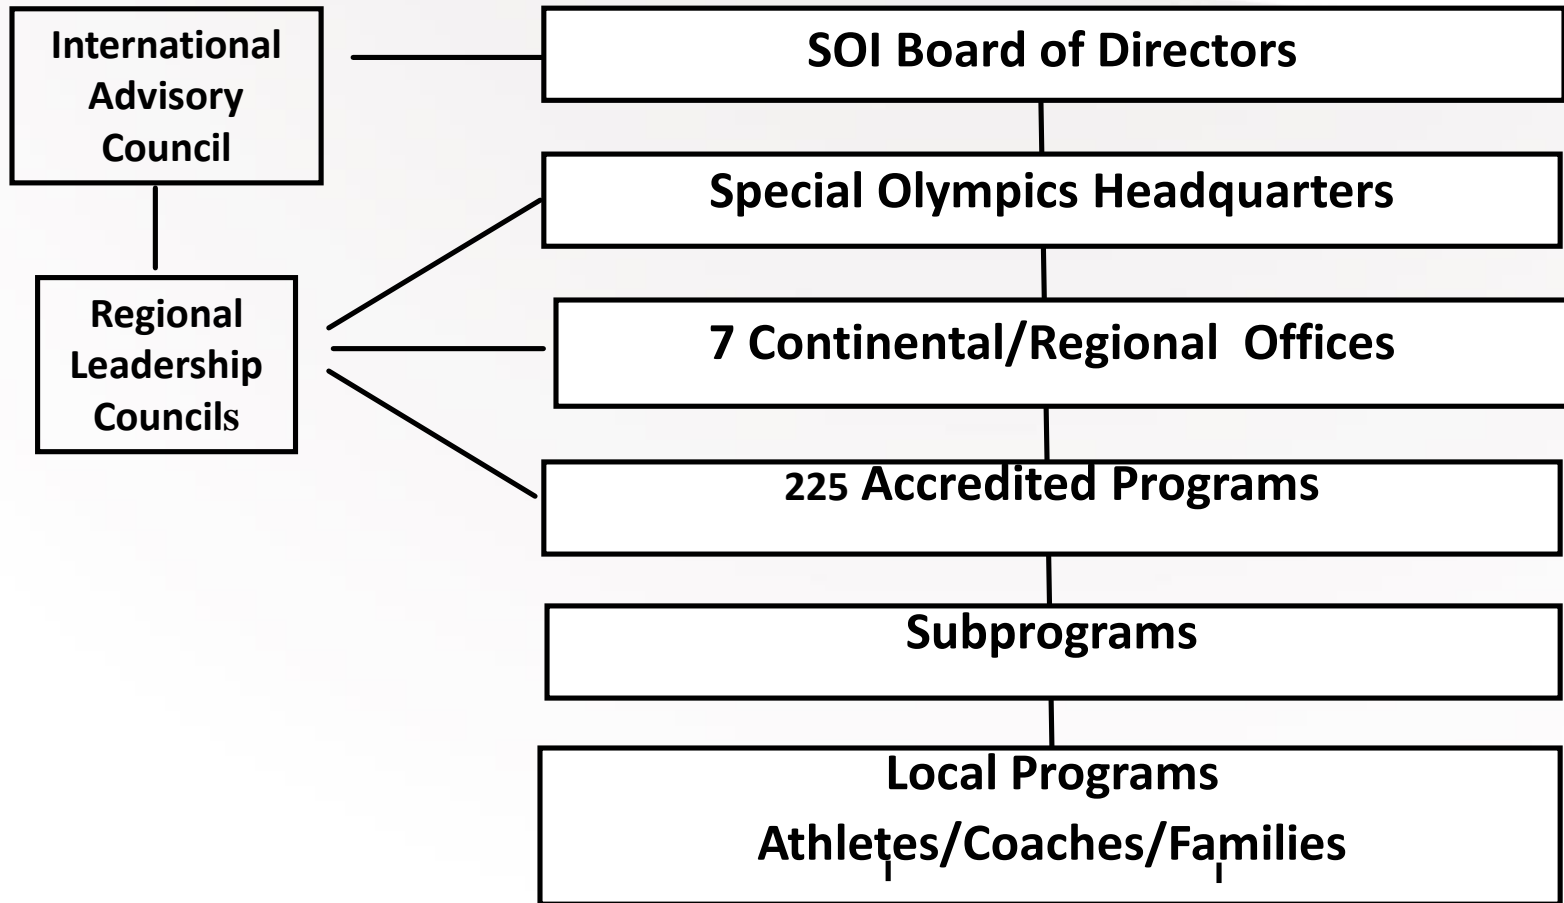 International
Advisory
Council
SOI Board of Directors
Special Olympics Headquarters
Regional
Leadership
Councils
7 Continental/Regional  Offices
225 Accredited Programs
Subprograms
Local Programs
Athletes/Coaches/Families